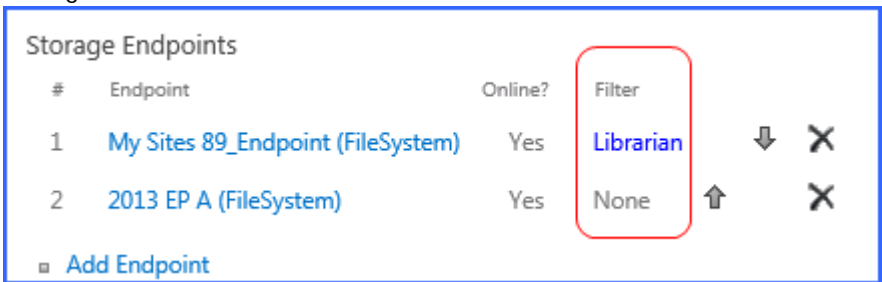 Storage Endpoints
# Endpoint Online? Filter
1 My Sites 89_Endpoint (FileSystem) Yes Librarian
2 2013 EP A (FileSystem) Yes None
Add Endpoint